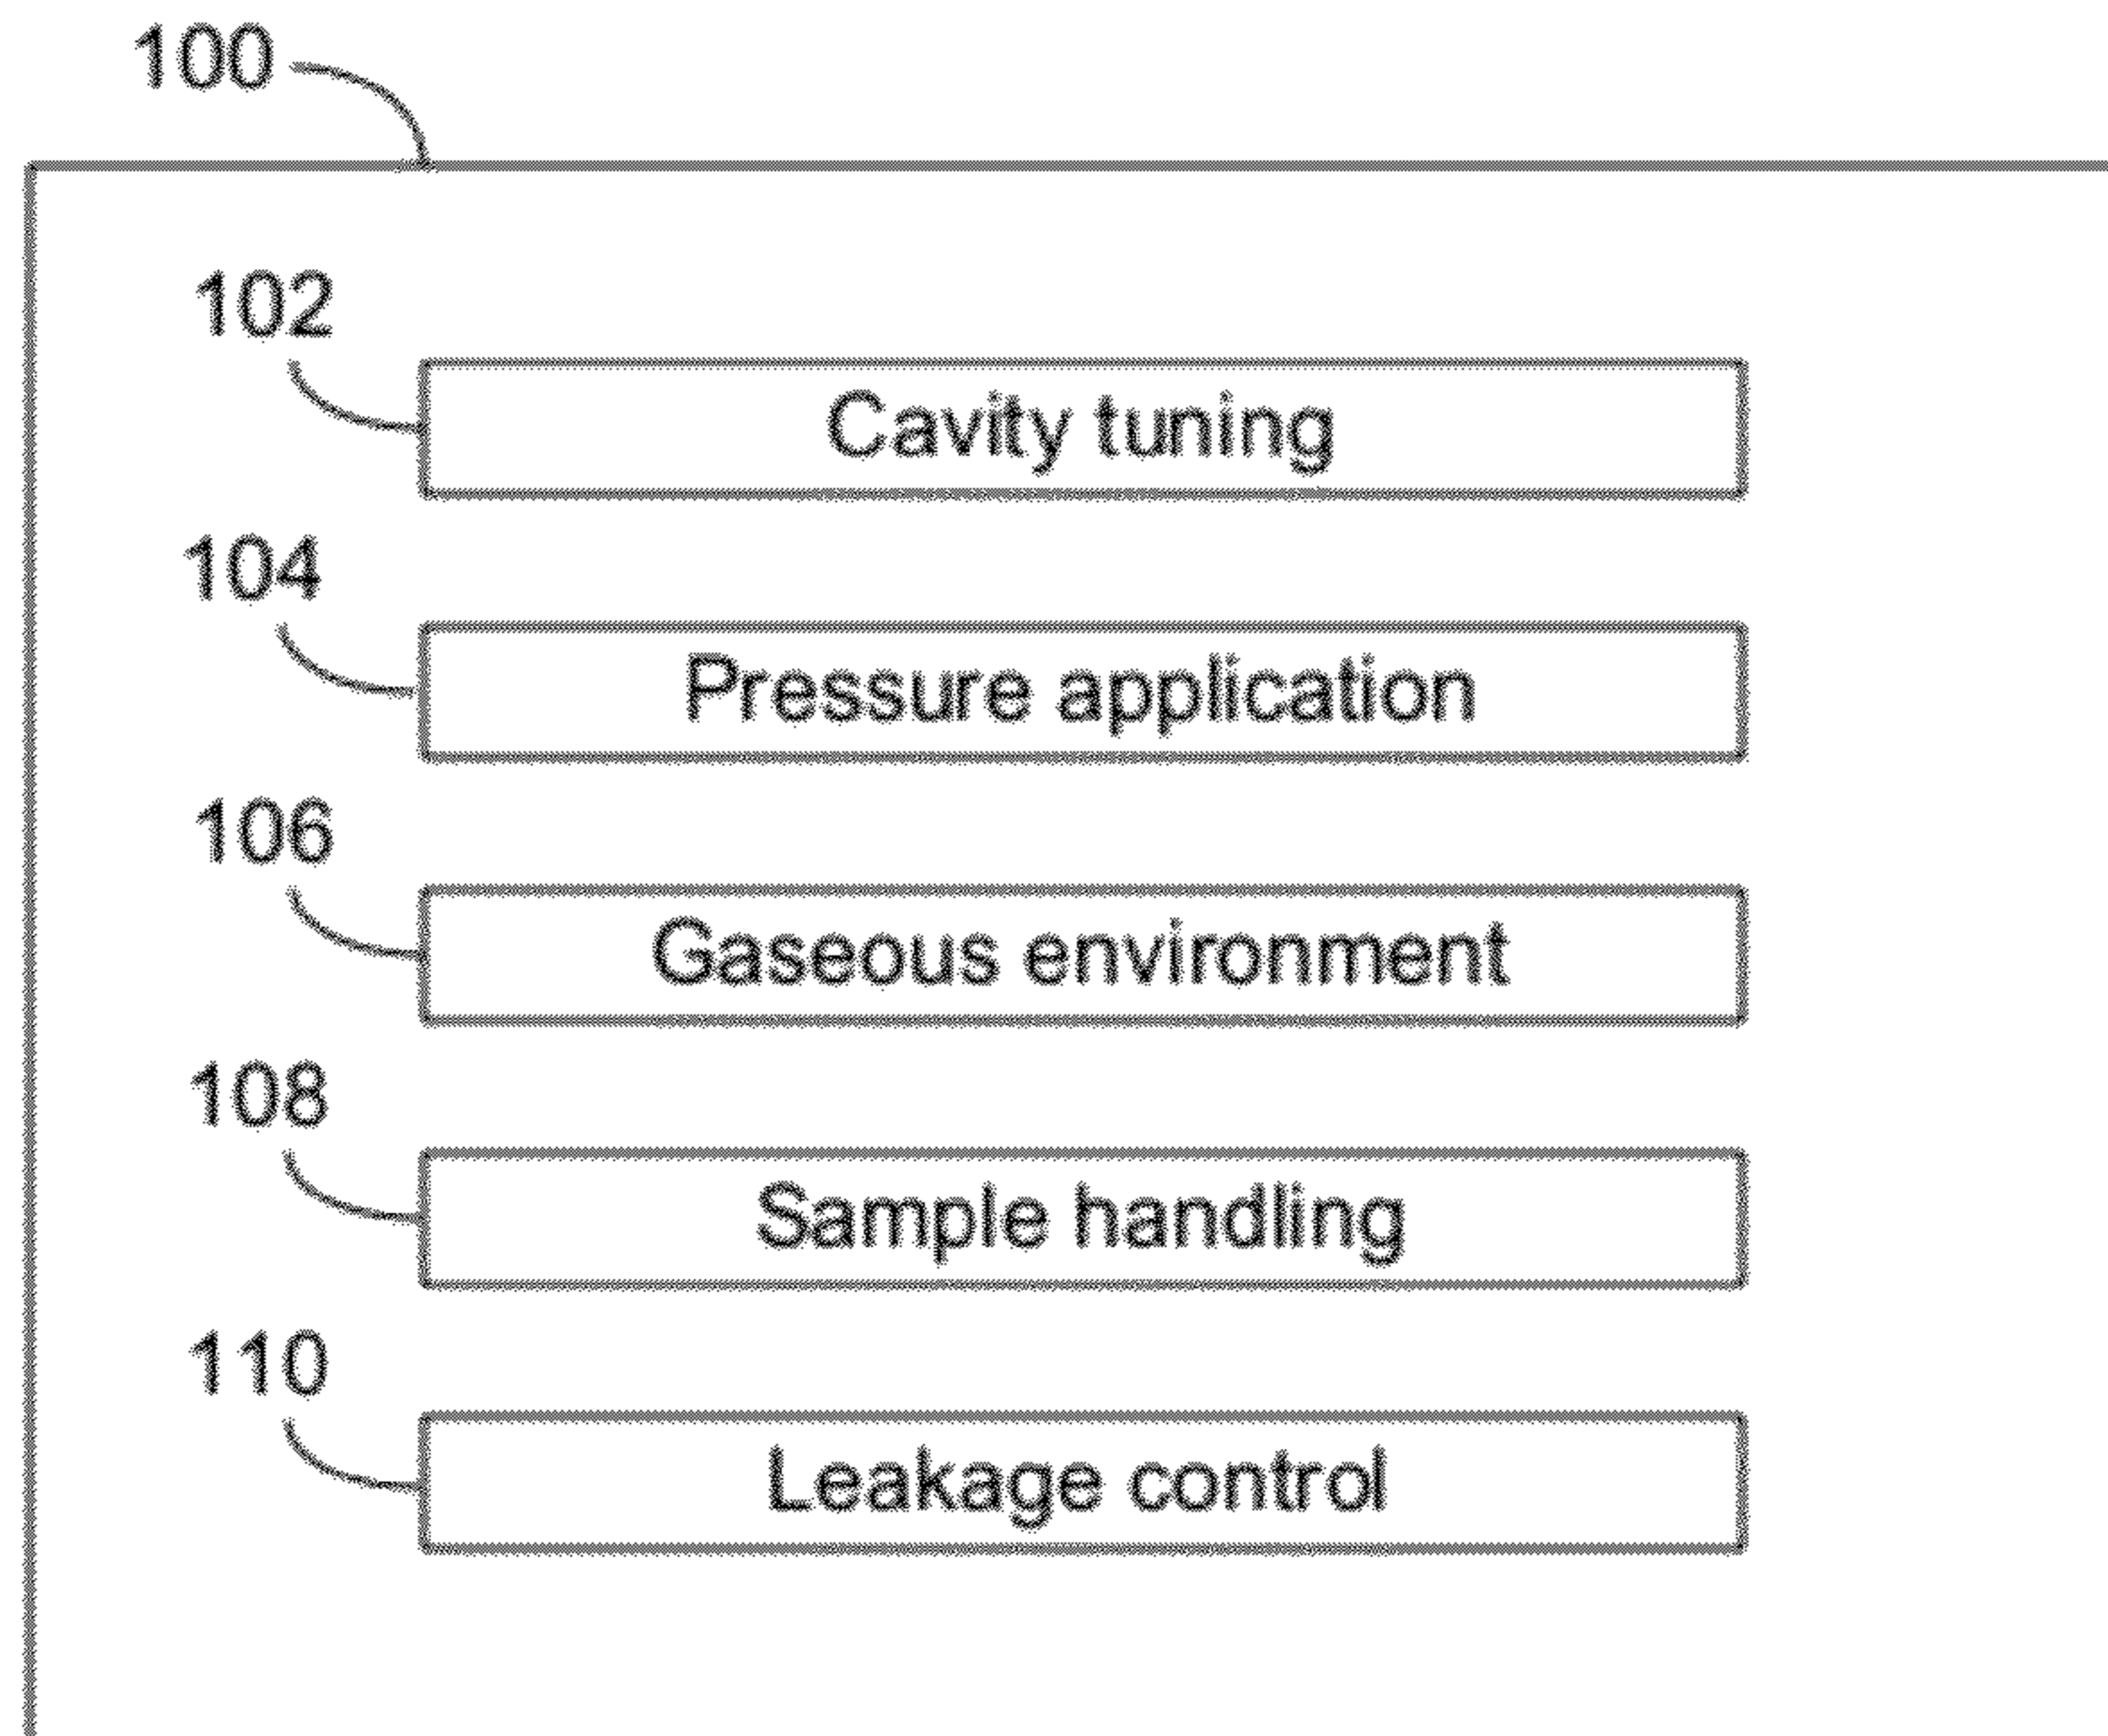 100
102
Cavity tuning
104
Pressure application
106
Gaseous environment
108
Sample handling
110
Leakage control